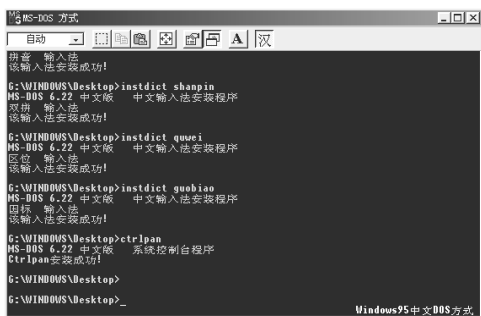 MS-DOS 方式
自动 A 汉
拼音 输入法
该输入法安装成功!
G:\WINDOWS\Desktop>instdict shanpin
MS-DOS 6.22 中文版 中文输入法安装程序
双拼 输入法
该输入法安装成功!
G:\WINDOWS\Desktop>instdict quwei
MS-DOS 6.22 中文版 中文输入法安装程序
区位 输入法
该输入法安装成功!
G:\WINDOWS\Desktop>instdict guobiao
MS-DOS 6.22 中文版 中文输入法安装程序
国标 输入法
该输入法安装成功!
G:\WINDOWS\Desktop>ctrlpan
MS-DOS 6.22 中文版 系统控制台程序
Ctrlpan安装成功!
G:\WINDOWS\Desktop>
G:\WINDOWS\Desktop>_
Windows95中文DOS方式